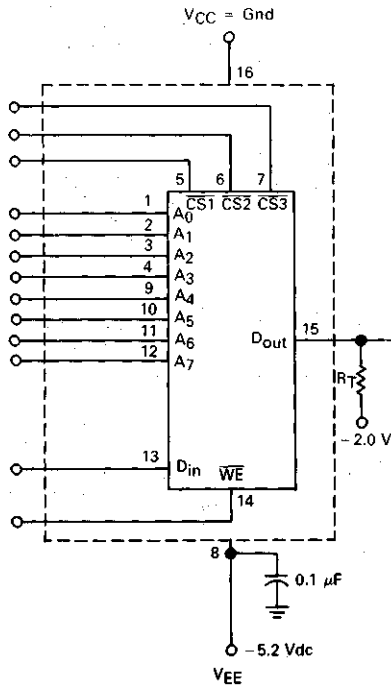 VCC = Gnd
16
5 6 7
CS1 CS2 CS3
1 A0
2 A1
3 A2
4 A3
9 A4
10 A5
11 A6
12 A7
Dout 15
RT
-2.0 V
13 Din
WE
14
8
0.1 µF
-5.2 Vdc
VEE